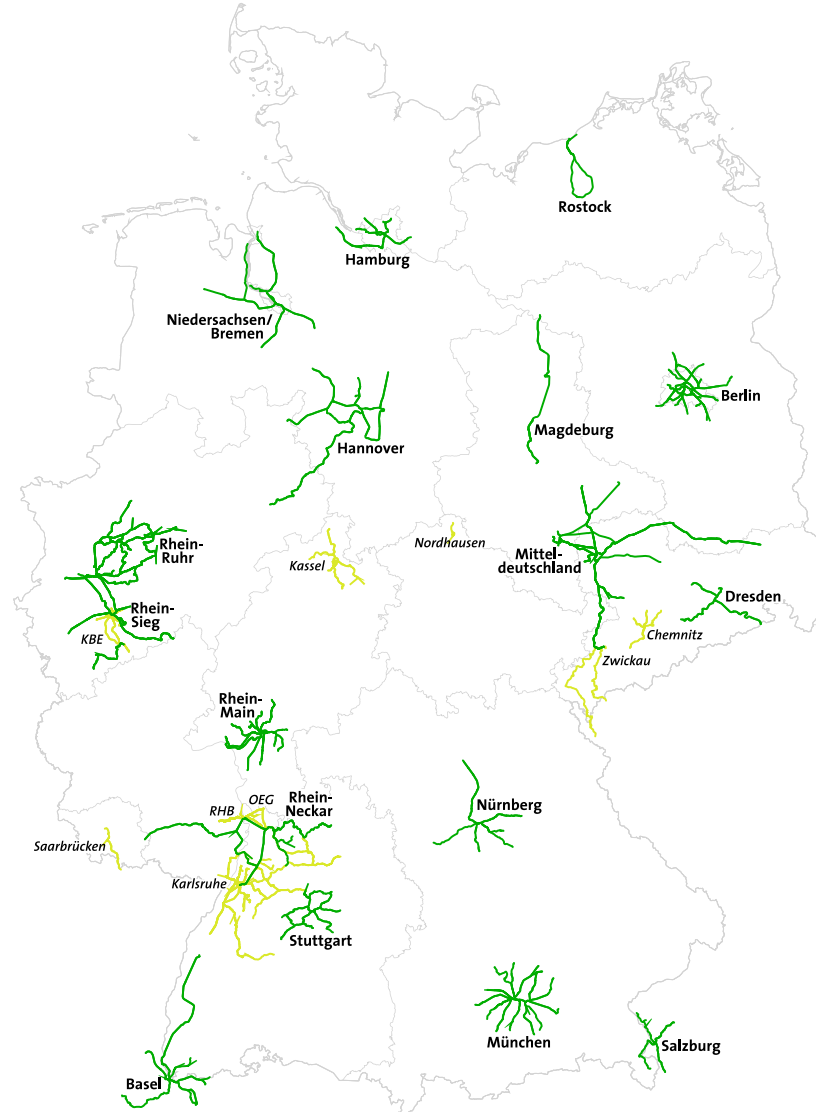 Rostock
Hamburg
Niedersachsen/
Bremen
Berlin
Magdeburg
Hannover
Rhein-
Ruhr
Kassel
Nordhausen
Mittel-
deutschland
Dresden
Rhein-
Sieg
KBE
Chemnitz
Zwickau
Rhein-
Main
RHB
OEG
Rhein-
Neckar
Nürnberg
Saarbrücken
Karlsruhe
Stuttgart
München
Salzburg
Basel